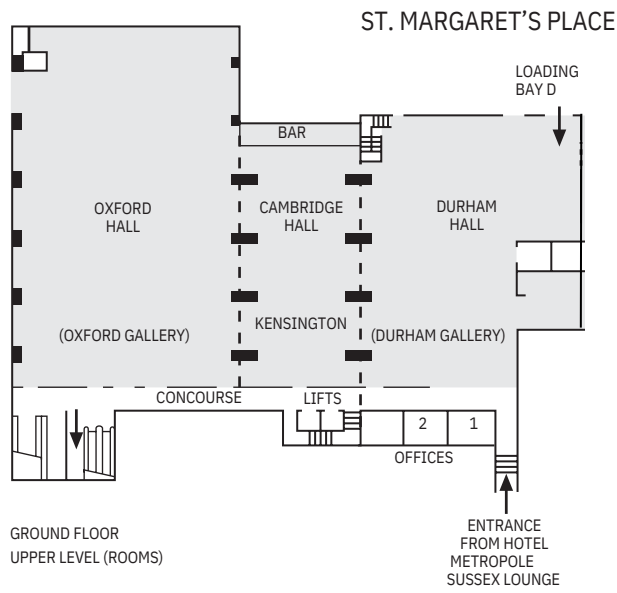 ST. MARGARET'S PLACE
LOADING
BAY D
BAR
OXFORD
HALL
CAMBRIDGE
HALL
DURHAM
HALL
KENSINGTON
(OXFORD GALLERY)
(DURHAM GALLERY)
CONCOURSE
LIFTS
2
1
OFFICES
GROUND FLOOR
UPPER LEVEL (ROOMS)
ENTRANCE
FROM HOTEL
METROPOLE
SUSSEX LOUNGE